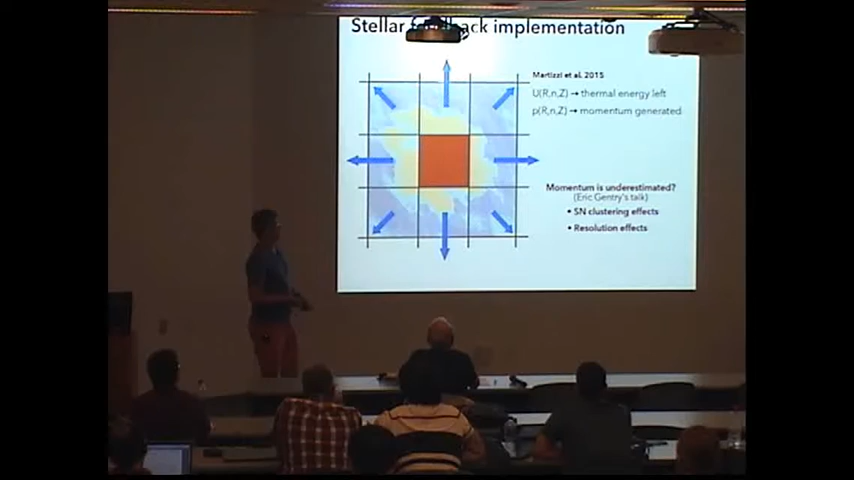 Stellar feedback implementation
Martizzi et al. 2015
U(R,n,Z) → thermal energy left
p(R,n,Z) → momentum generated
Momentum is underestimated?
(Eric Gentry's talk)
• SN clustering effects
• Resolution effects